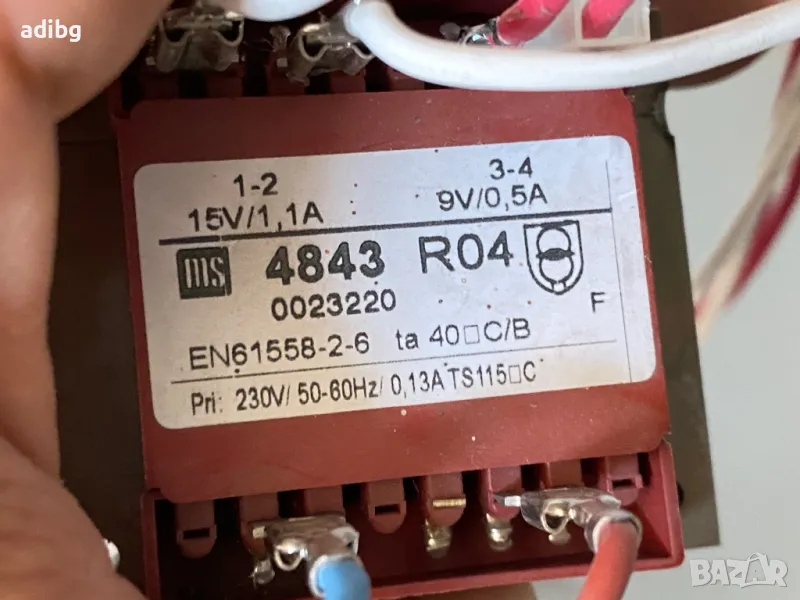 adibg
1-2 3-4
15V/1,1A : 9V/0,5A
ms 4843 R04
0023220
F
EN61558-2-6 ta 40□C/B
Pri: 230V/ 50-60Hz/ 0,13A TS115□C
BAZAR